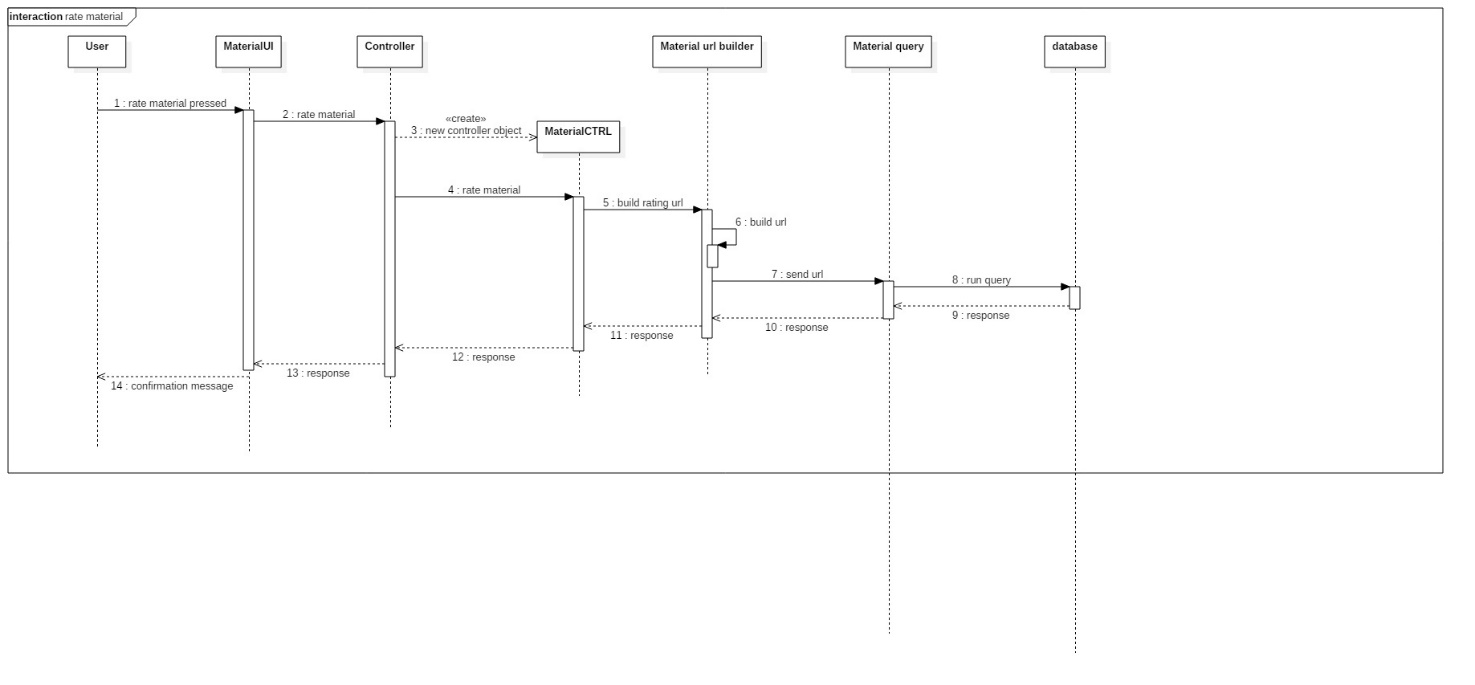 interaction rate material
User
MaterialUI
Controller
Material url builder
Material query
database
1 : rate material pressed
2 : rate material
«create»
3 : new controller object
MaterialCTRL
4 : rate material
5 : build rating url
6 : build url
7 : send url
8 : run query
9 : response
10 : response
11 : response
12 : response
13 : response
14 : confirmation message